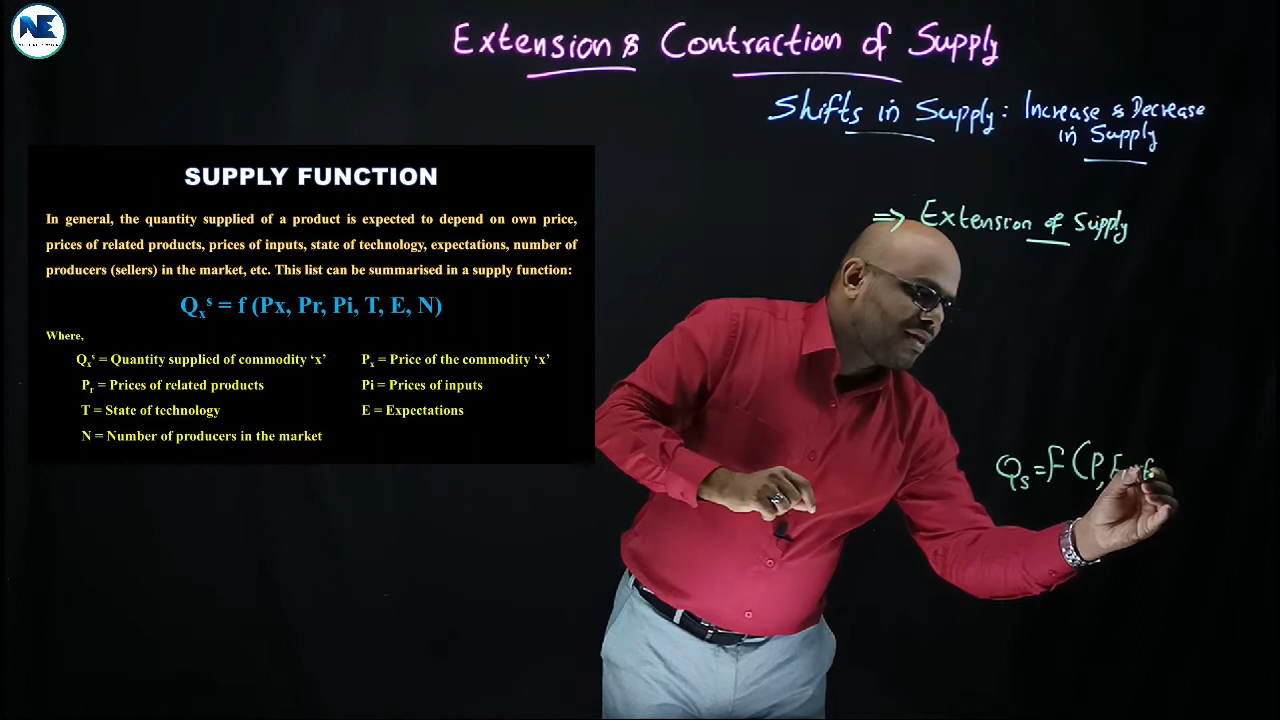 NE
Extension & Contraction of Supply
Shifts in Supply: Increase & Decrease
in Supply
SUPPLY FUNCTION
In general, the quantity supplied of a product is expected to depend on own price,
prices of related products, prices of inputs, state of technology, expectations, number of
producers (sellers) in the market, etc. This list can be summarised in a supply function:
Qₓˢ = f (Px, Pr, Pi, T, E, N)
Where,
Qₓˢ = Quantity supplied of commodity ‘x’ Pₓ = Price of the commodity ‘x’
Pᵣ = Prices of related products Pi = Prices of inputs
T = State of technology E = Expectations
N = Number of producers in the market
⇒ Extension of Supply
Qs = f (P,